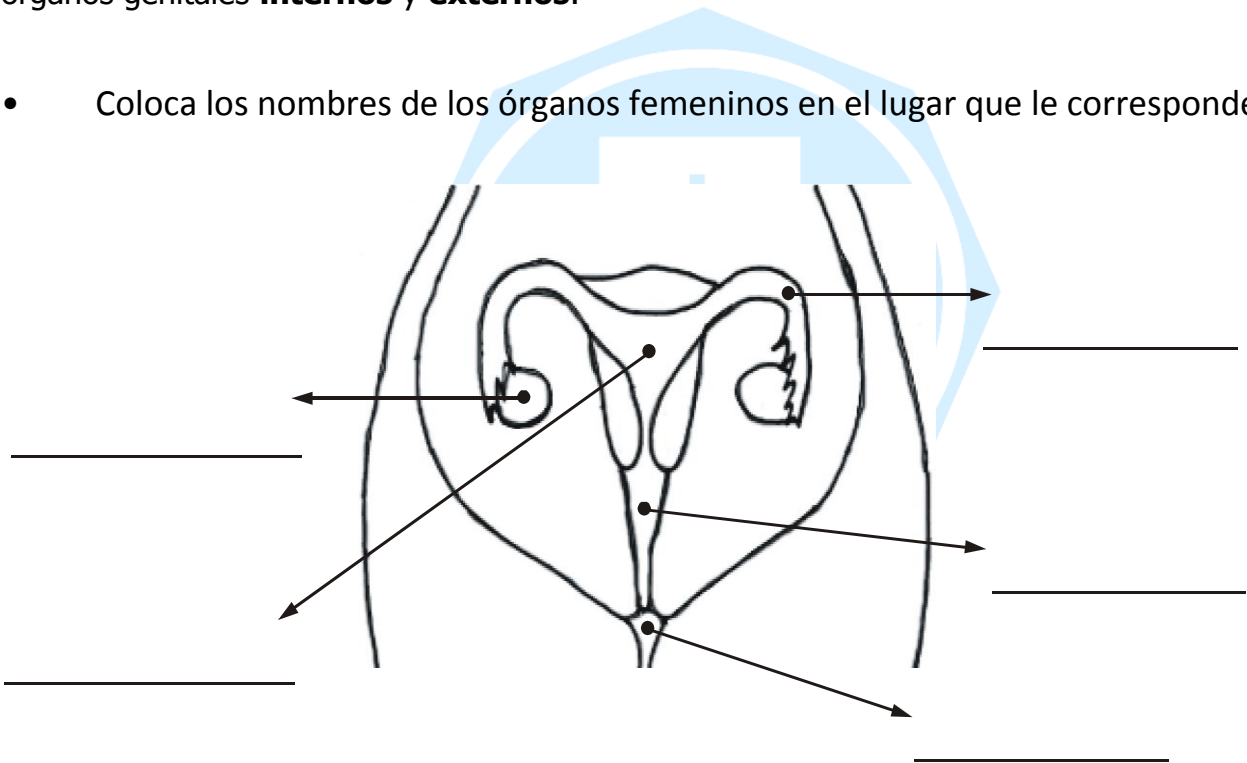 órganos genitales internos y externos.
• Coloca los nombres de los órganos femeninos en el lugar que le corresponde